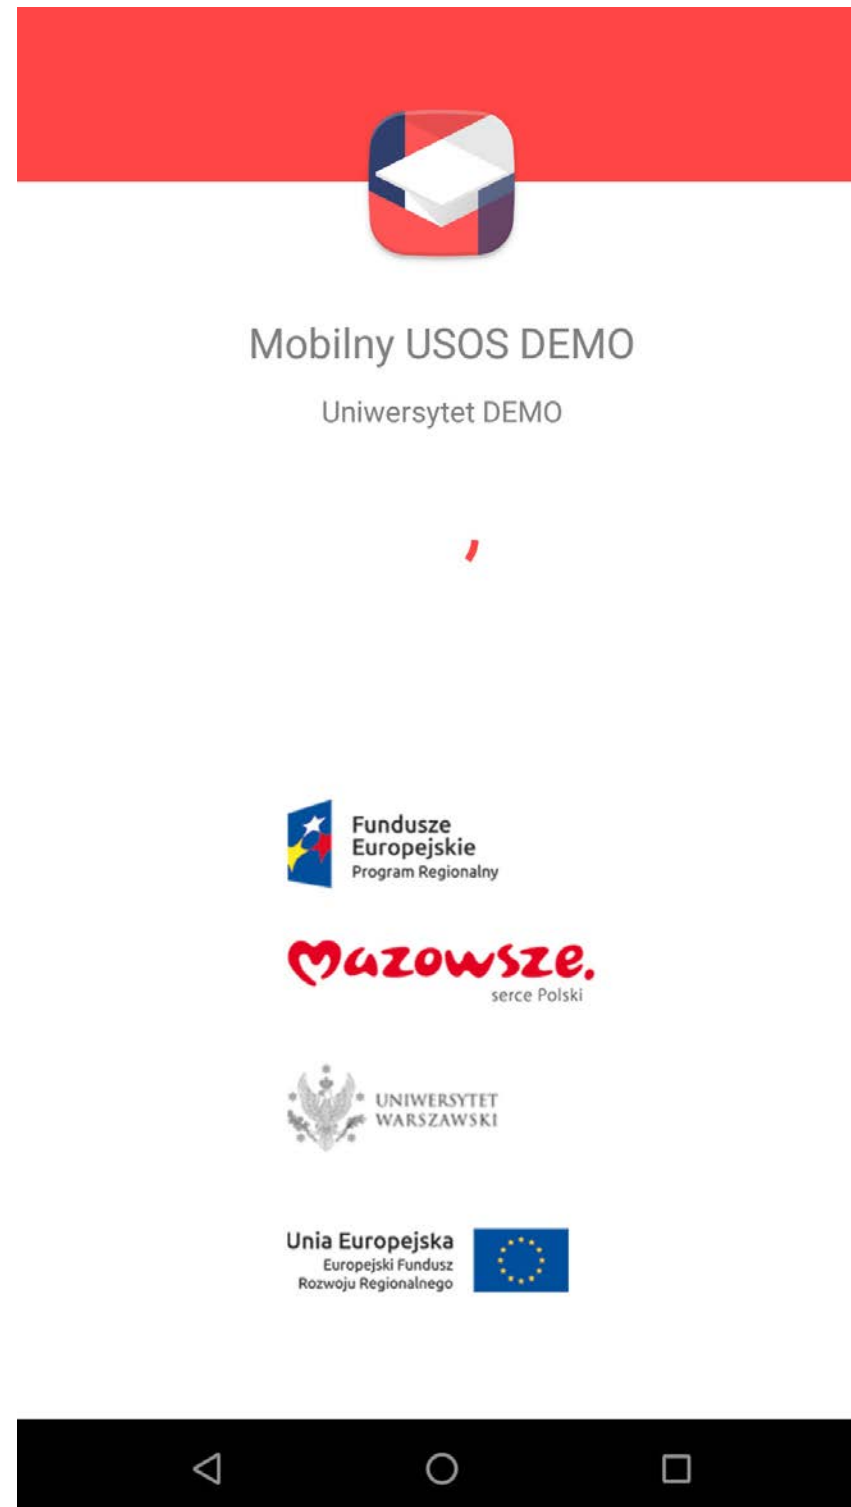 Mobilny USOS DEMO
Uniwersytet DEMO
Fundusze
Europejskie
Program Regionalny
mazowsze.
serce Polski
UNIWERSYTET
WARSZAWSKI
Unia Europejska
Europejski Fundusz
Rozwoju Regionalnego